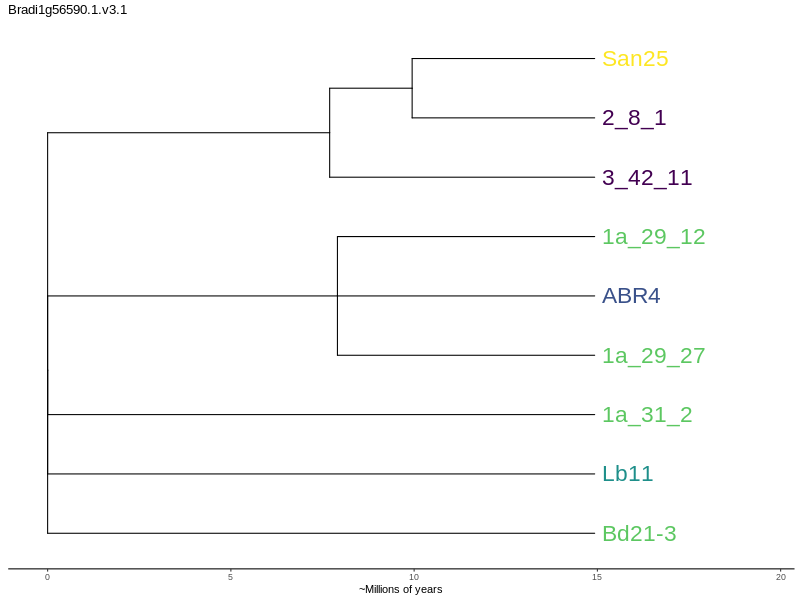 Bradi1g56590.1.v3.1
San25
2_8_1
3_42_11
1a_29_12
ABR4
1a_29_27
1a_31_2
Lb11
Bd21-3
0 5 10 15 20
~Millions of years